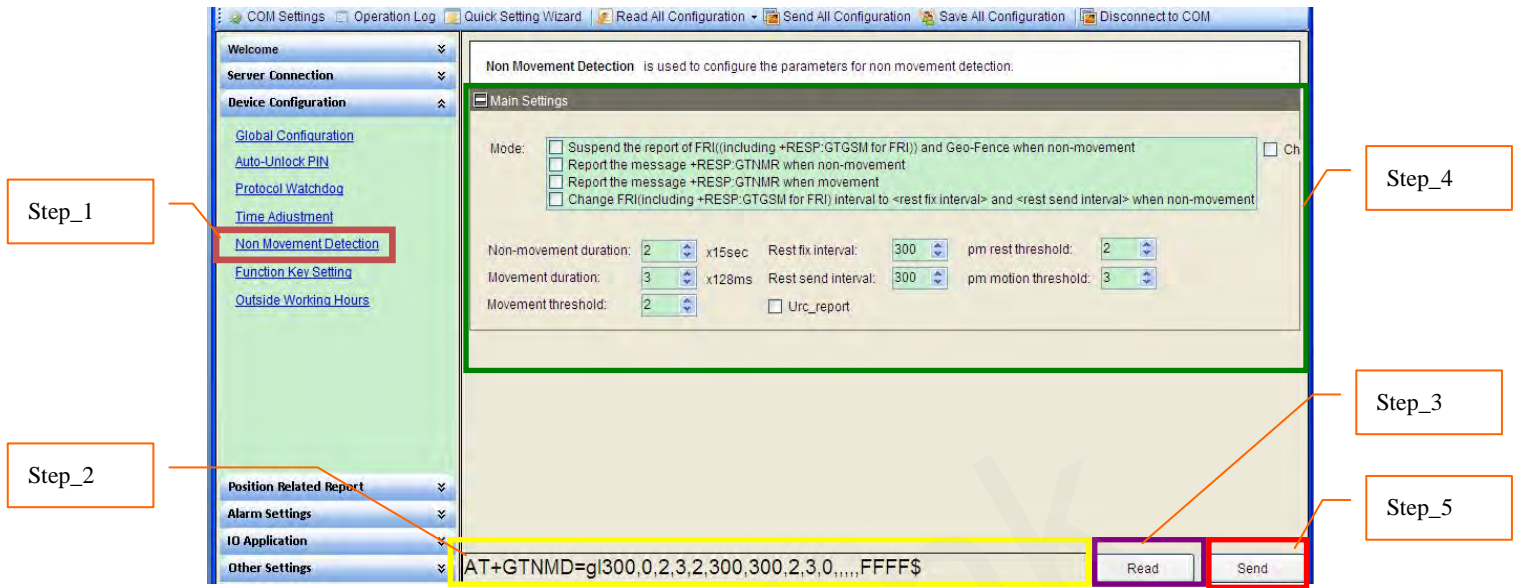 COM Settings Operation Log Quick Setting Wizard Read All Configuration Send All Configuration Save All Configuration Disconnect to COM
Welcome
Server Connection
Device Configuration
Global Configuration
Auto-Unlock PIN
Protocol Watchdog
Time Adjustment
Non Movement Detection
Function Key Setting
Outside Working Hours
Position Related Report
Alarm Settings
IO Application
Other Settings
Non Movement Detection is used to configure the parameters for non movement detection.
Main Settings
Mode:
Suspend the report of FRI((including +RESP:GTGSM for FRI)) and Geo-Fence when non-movement
Report the message +RESP:GTNMR when non-movement
Report the message +RESP:GTNMR when movement
Change FRI(including +RESP:GTGSM for FRI) interval to <rest fix interval> and <rest send interval> when non-movement
Ch
Non-movement duration: 2 x15sec Rest fix interval: 300 pm rest threshold: 2
Movement duration: 3 x128ms Rest send interval: 300 pm motion threshold: 3
Movement threshold: 2 Urc_report
AT+GTNMD=gl300,0,2,3,2,300,300,2,3,0,,,,,FFFF$
Read
Send
Step_1
Step_2
Step_4
Step_3
Step_5